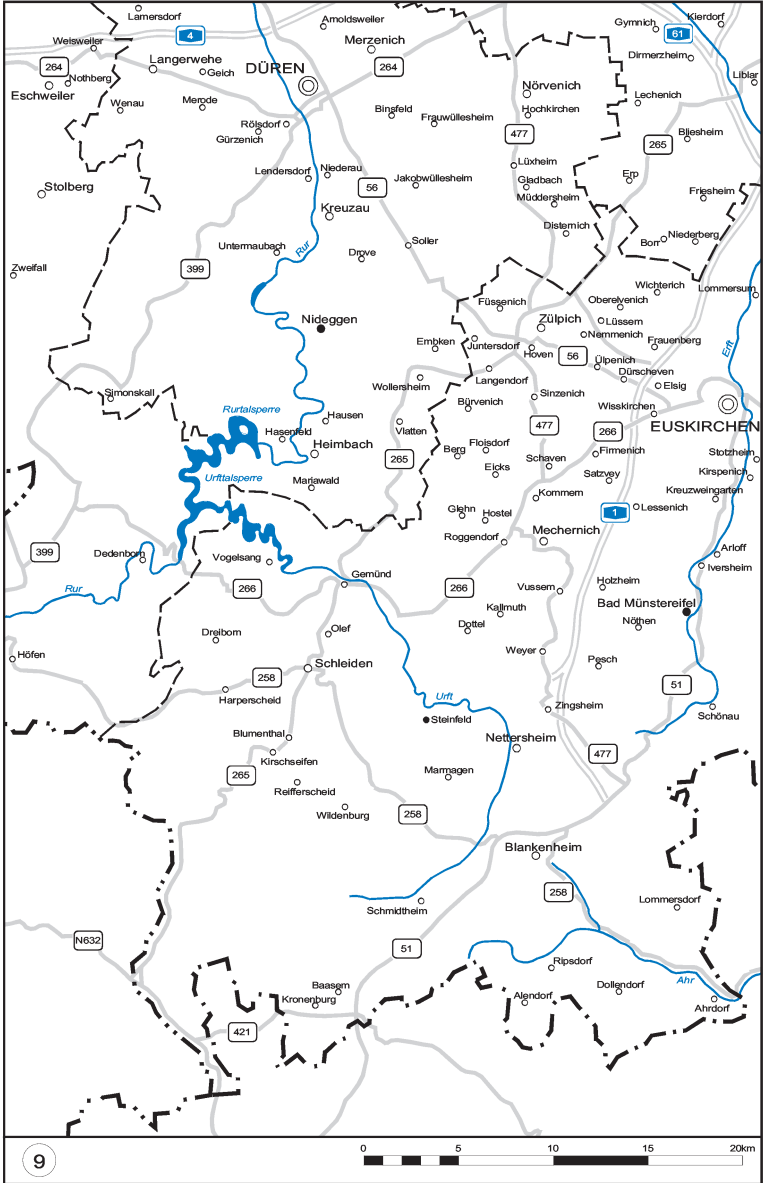 Lamersdorf
Arnoldsweiler
Gymnich
Kierdorf
4
61
Weisweiler
Merzenich
Dirmerzheim
Langerwehe
264
Nothberg
Geich
DÜREN
264
Liblar
Eschweiler
Nörvenich
Lechenich
Wenau
Merode
Binsfeld
Frauwüllesheim
Hochkirchen
Rölsdorf
Gürzenich
477
265
Bliesheim
Lendersdorf
Niederau
Lüxheim
Stolberg
56
Jakobwüllesheim
Gladbach
Erp
Müddersheim
Friesheim
Kreuzau
Disternich
Untermaubach
Rur
Drove
Soller
Borr
Niederberg
Zweifall
399
Wichterich
Lommersum
Füssenich
Oberelvenich
Nideggen
Zülpich
Lüssem
Nemmenich
Embken
Juntersdorf
Hoven
Frauenberg
Erft
56
Ülpenich
Dürscheven
Wollersheim
Langendorf
Elsig
Simonskall
Bürvenich
Sinzenich
Wisskirchen
Rurtalsperre
Hausen
EUSKIRCHEN
Hasenfeld
Vlatten
477
266
Heimbach
Berg
Floisdorf
Firmenich
Stotzheim
265
Schaven
Urfttalsperre
Eicks
Satzvey
Kirspenich
Mariawald
Kommern
Kreuzweingarten
Glehn
Hostel
1
Lessenich
Roggendorf
Mechernich
399
Dedenborn
Vogelsang
Arloff
Iversheim
Gemünd
Rur
266
266
Vussem
Holzheim
Bad Münstereifel
Kallmuth
Dreiborn
Olef
Dottel
Nöthen
Höfen
Weyer
Schleiden
Pesch
258
51
Harperscheid
Urft
Zingsheim
Steinfeld
Schönau
Blumenthal
Nettersheim
Kirschseifen
477
265
Marmagen
Reifferscheid
Wildenburg
258
Blankenheim
258
Lommersdorf
Schmidtheim
N632
51
Ripsdorf
Ahr
Baasem
Dollendorf
Kronenburg
Alendorf
Ahrdorf
421
9
0 5 10 15 20km